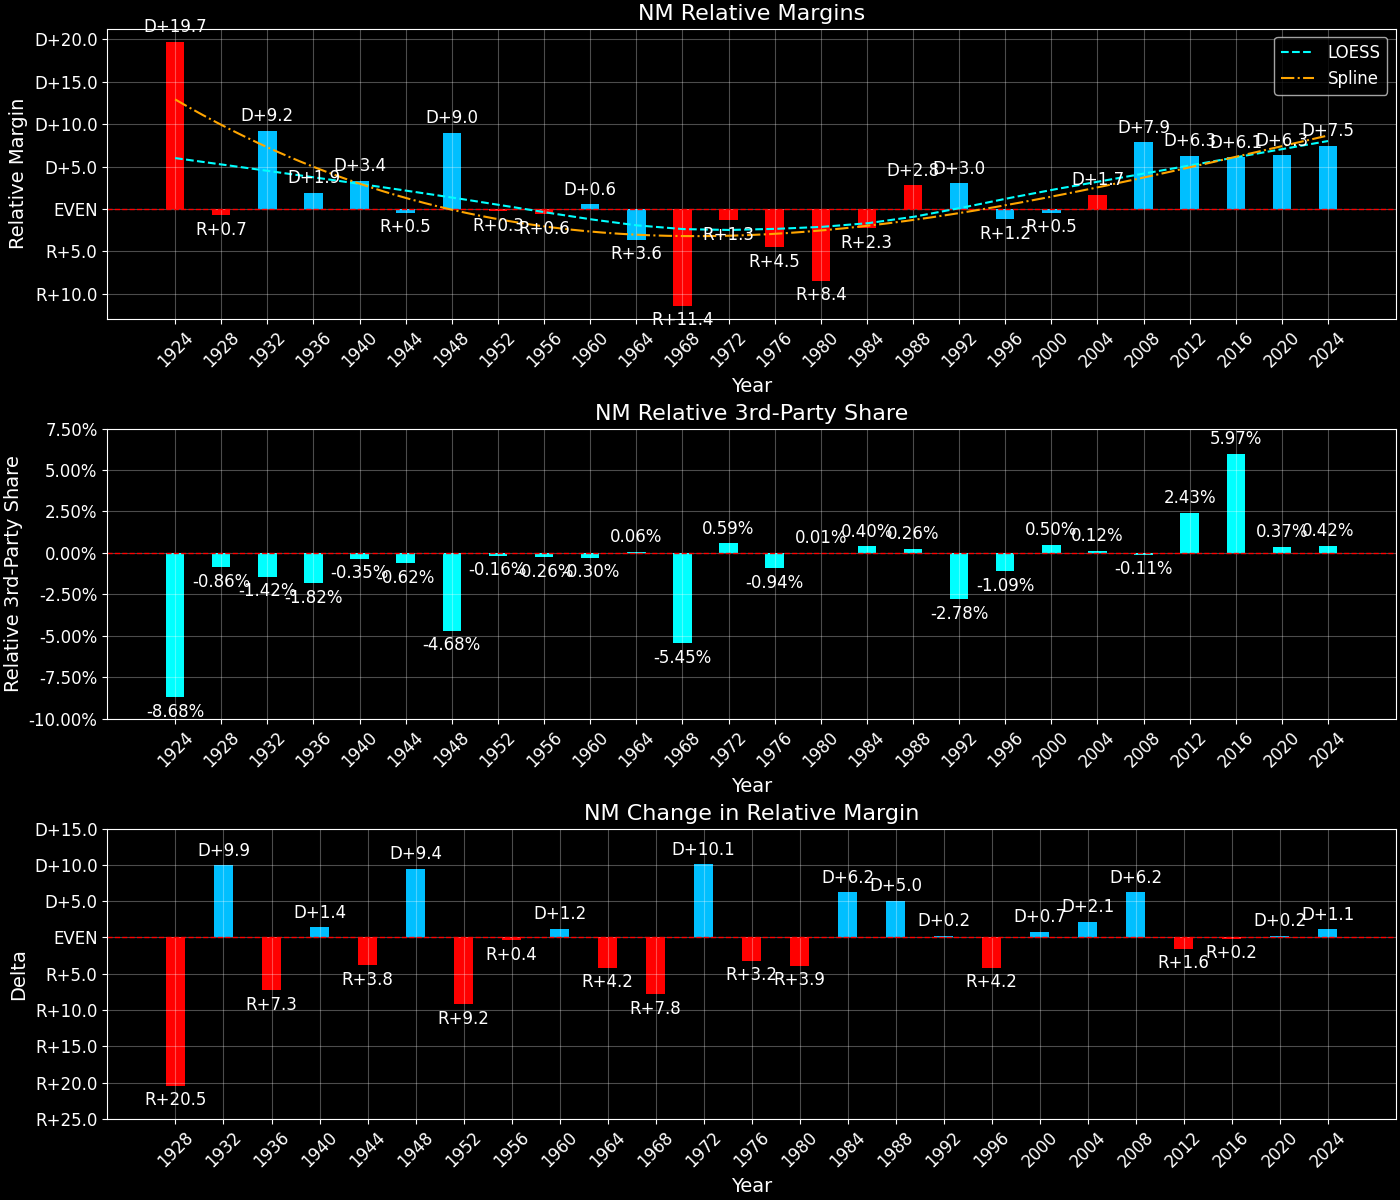 NM Relative Margins
Relative Margin
D+20.0
D+15.0
D+10.0
D+5.0
EVEN
R+5.0
R+10.0
LOESS
Spline
D+19.7
R+0.7
D+9.2
D+1.9
D+3.4
R+0.5
D+9.0
R+0.3
R+0.6
D+0.6
R+3.6
R+11.4
R+1.3
R+4.5
R+8.4
R+2.3
D+2.8
D+3.0
R+1.2
R+0.5
D+1.7
D+7.9
D+6.3
D+6.1
D+6.3
D+7.5
1924 1928 1932 1936 1940 1944 1948 1952 1956 1960 1964 1968 1972 1976 1980 1984 1988 1992 1996 2000 2004 2008 2012 2016 2020 2024
Year
NM Relative 3rd-Party Share
Relative 3rd-Party Share
7.50%
5.00%
2.50%
0.00%
-2.50%
-5.00%
-7.50%
-10.00%
-8.68%
-0.86%
-1.42%
-1.82%
-0.35%
-0.62%
-4.68%
-0.16%
-0.26%
-0.30%
0.06%
-5.45%
0.59%
-0.94%
0.01%
0.40%
0.26%
-2.78%
-1.09%
0.50%
0.12%
-0.11%
2.43%
5.97%
0.37%
0.42%
1924 1928 1932 1936 1940 1944 1948 1952 1956 1960 1964 1968 1972 1976 1980 1984 1988 1992 1996 2000 2004 2008 2012 2016 2020 2024
Year
NM Change in Relative Margin
Delta
D+15.0
D+10.0
D+5.0
EVEN
R+5.0
R+10.0
R+15.0
R+20.0
R+25.0
R+20.5
D+9.9
R+7.3
D+1.4
R+3.8
D+9.4
R+9.2
R+0.4
D+1.2
R+4.2
R+7.8
D+10.1
R+3.2
R+3.9
D+6.2
D+5.0
D+0.2
R+4.2
D+0.7
D+2.1
D+6.2
R+1.6
R+0.2
D+0.2
D+1.1
1928 1932 1936 1940 1944 1948 1952 1956 1960 1964 1968 1972 1976 1980 1984 1988 1992 1996 2000 2004 2008 2012 2016 2020 2024
Year